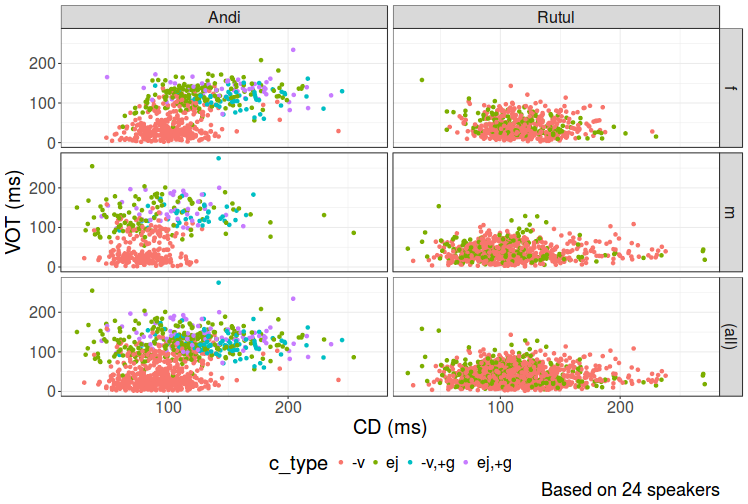 Andi Rutul
VOT (ms)
200
100
0
f
200
100
0
m
200
100
0
(all)
100 200 100 200
CD (ms)
c_type -v ej -v,+g ej,+g
Based on 24 speakers